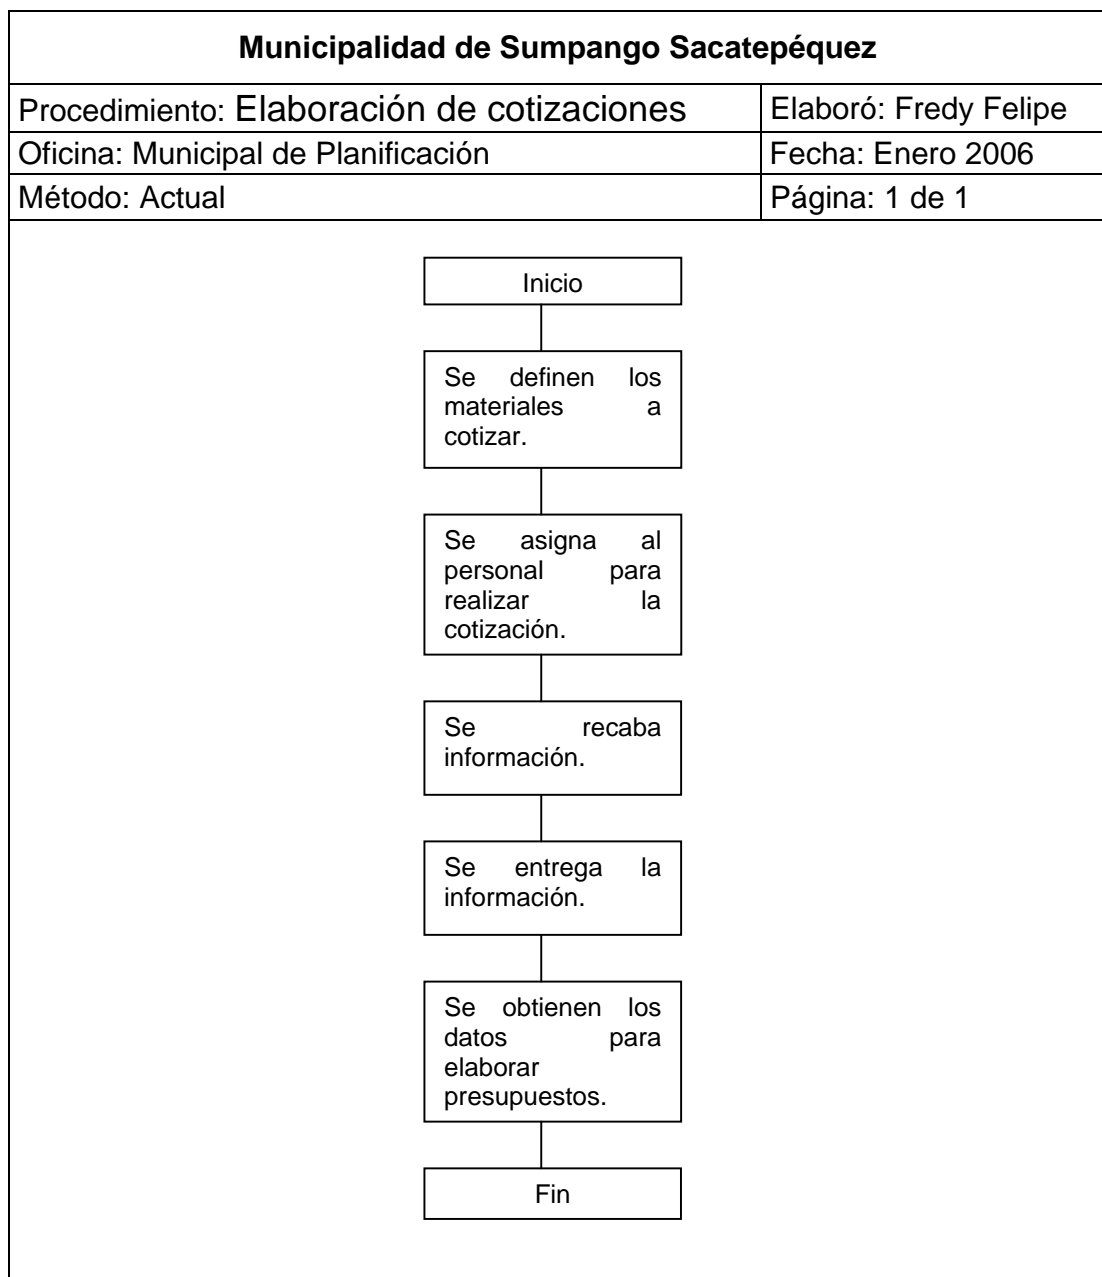 Municipalidad de Sumpango Sacatepéquez
Procedimiento: Elaboración de cotizaciones
Elaboró: Fredy Felipe
Oficina: Municipal de Planificación
Fecha: Enero 2006
Método: Actual
Página: 1 de 1
Inicio
Se definen los
materiales a
cotizar.
Se asigna al
personal para
realizar la
cotización.
Se recaba
información.
Se entrega la
información.
Se obtienen los
datos para
elaborar
presupuestos.
Fin